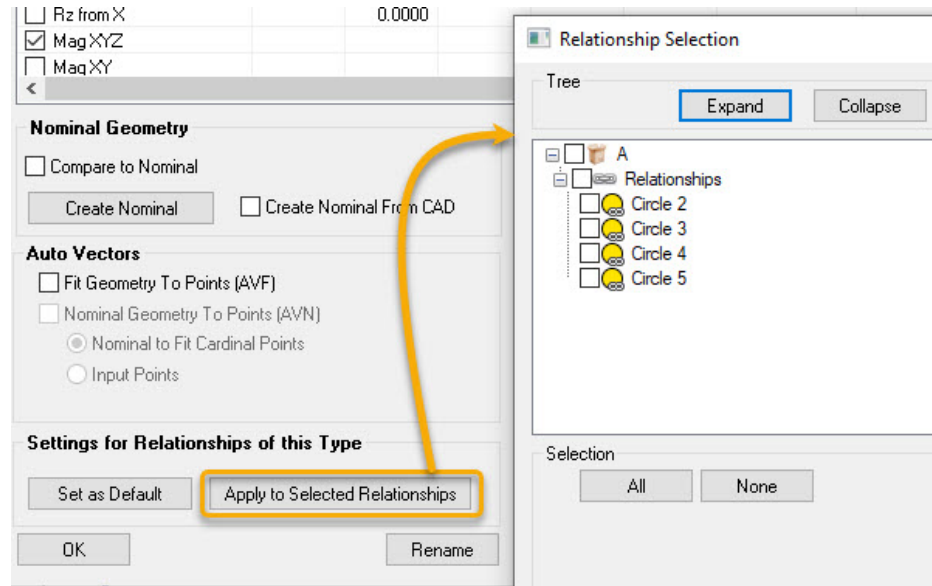 Rz from X 0.0000
Mag XYZ
Mag XY
Nominal Geometry
Compare to Nominal
Create Nominal
Create Nominal From CAD
Auto Vectors
Fit Geometry To Points (AVF)
Nominal Geometry To Points (AVN)
Nominal to Fit Cardinal Points
Input Points
Settings for Relationships of this Type
Set as Default
Apply to Selected Relationships
OK
Rename
Relationship Selection
Tree
Expand
Collapse
A
Relationships
Circle 2
Circle 3
Circle 4
Circle 5
Selection
All
None